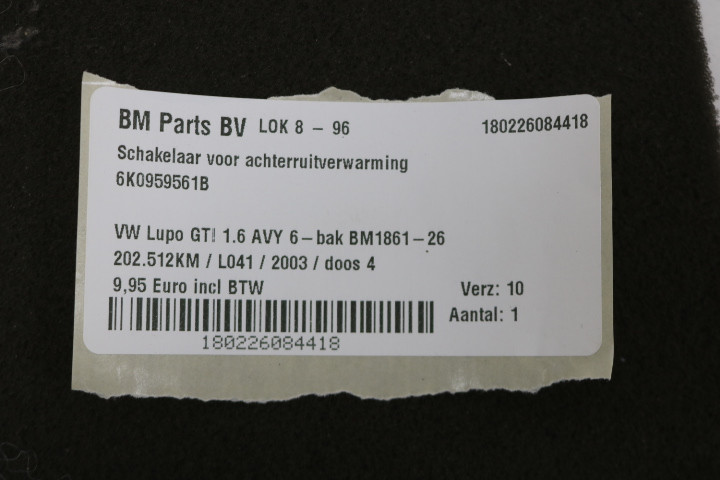 BM Parts BV LOK 8 - 96 180226084418
Schakelaar voor achterruitverwarming
6K0959561B
VW Lupo GTI 1.6 AVY 6-bak BM1861-26
202.512KM / L041 / 2003 / doos 4
9,95 Euro incl BTW Verz: 10
Aantal: 1
180226084418